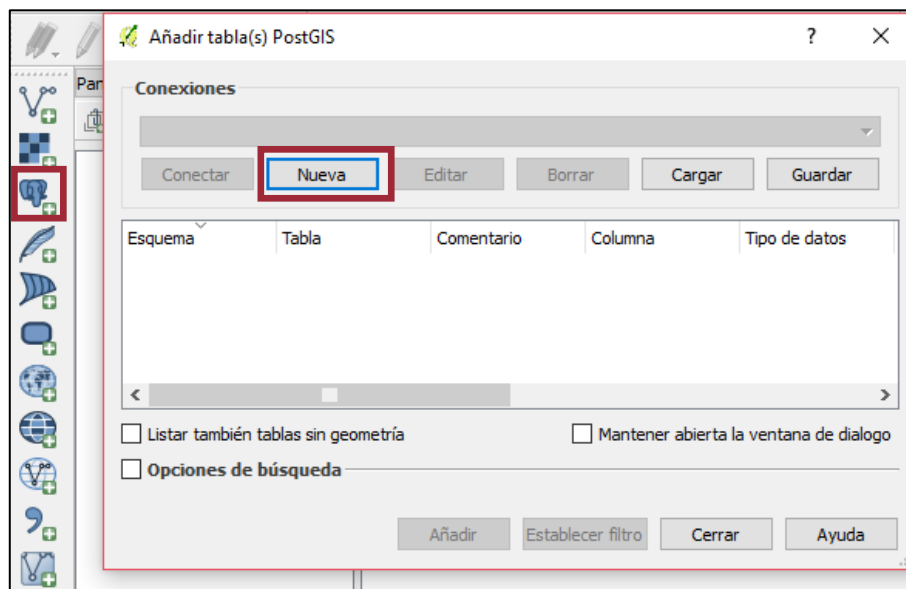 Añadir tabla(s) PostGIS ? X
Pan
Conexiones
Conectar Nueva Editar Borrar Cargar Guardar
Esquema Tabla Comentario Columna Tipo de datos
Listar también tablas sin geometría Mantener abierta la ventana de dialogo
Opciones de búsqueda
Añadir Establecer filtro Cerrar Ayuda